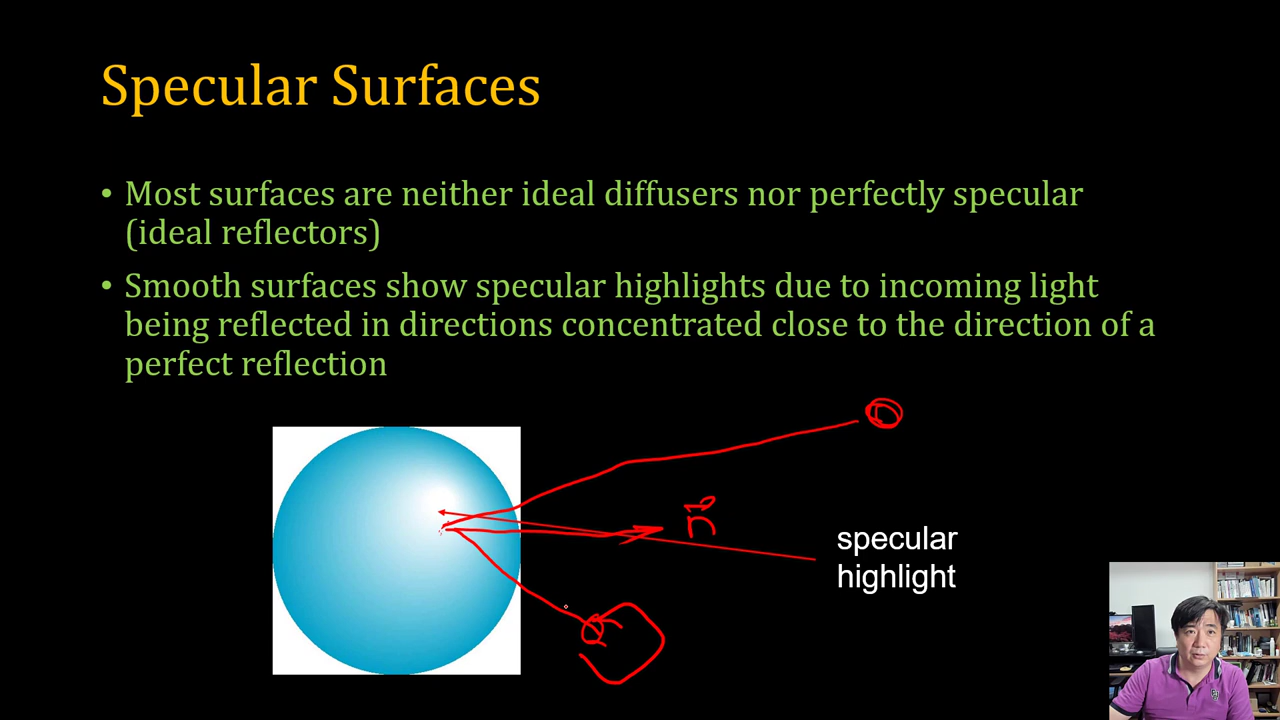 Specular Surfaces
• Most surfaces are neither ideal diffusers nor perfectly specular
(ideal reflectors)
• Smooth surfaces show specular highlights due to incoming light
being reflected in directions concentrated close to the direction of a
perfect reflection
specular
highlight